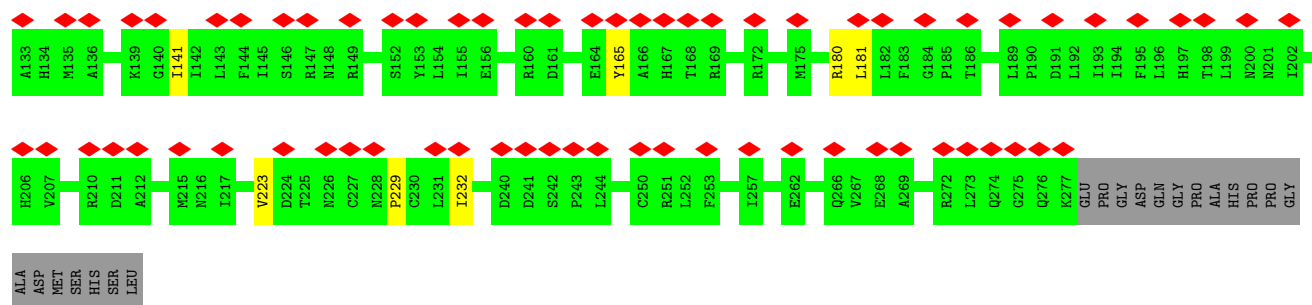 A133 H134 M135 A136 K139 G140 I141 I142 L143 F144 I145 S146 R147 N148 R149 S152 Y153 L154 I155 E156 R160 D161 E164 Y165 A166 H167 T168 R169 R172 M175 R180 L181 L182 F183 G184 P185 T186 L189 P190 D191 L192 I193 I194 F195 L196 H197 T198 L199 N200 N201 I202
H206 V207 R210 D211 A212 M215 N216 I217 V223 D224 T225 N226 C227 N228 P229 C230 L231 I232 D240 D241 S242 P243 L244 C250 R251 L252 F253 I257 E262 Q266 V267 E268 A269 R272 L273 Q274 G275 Q276 K277 GLU PRO GLY ASP GLN GLY PRO ALA HIS PRO PRO GLY
ALA ASP MET SER HIS SER LEU